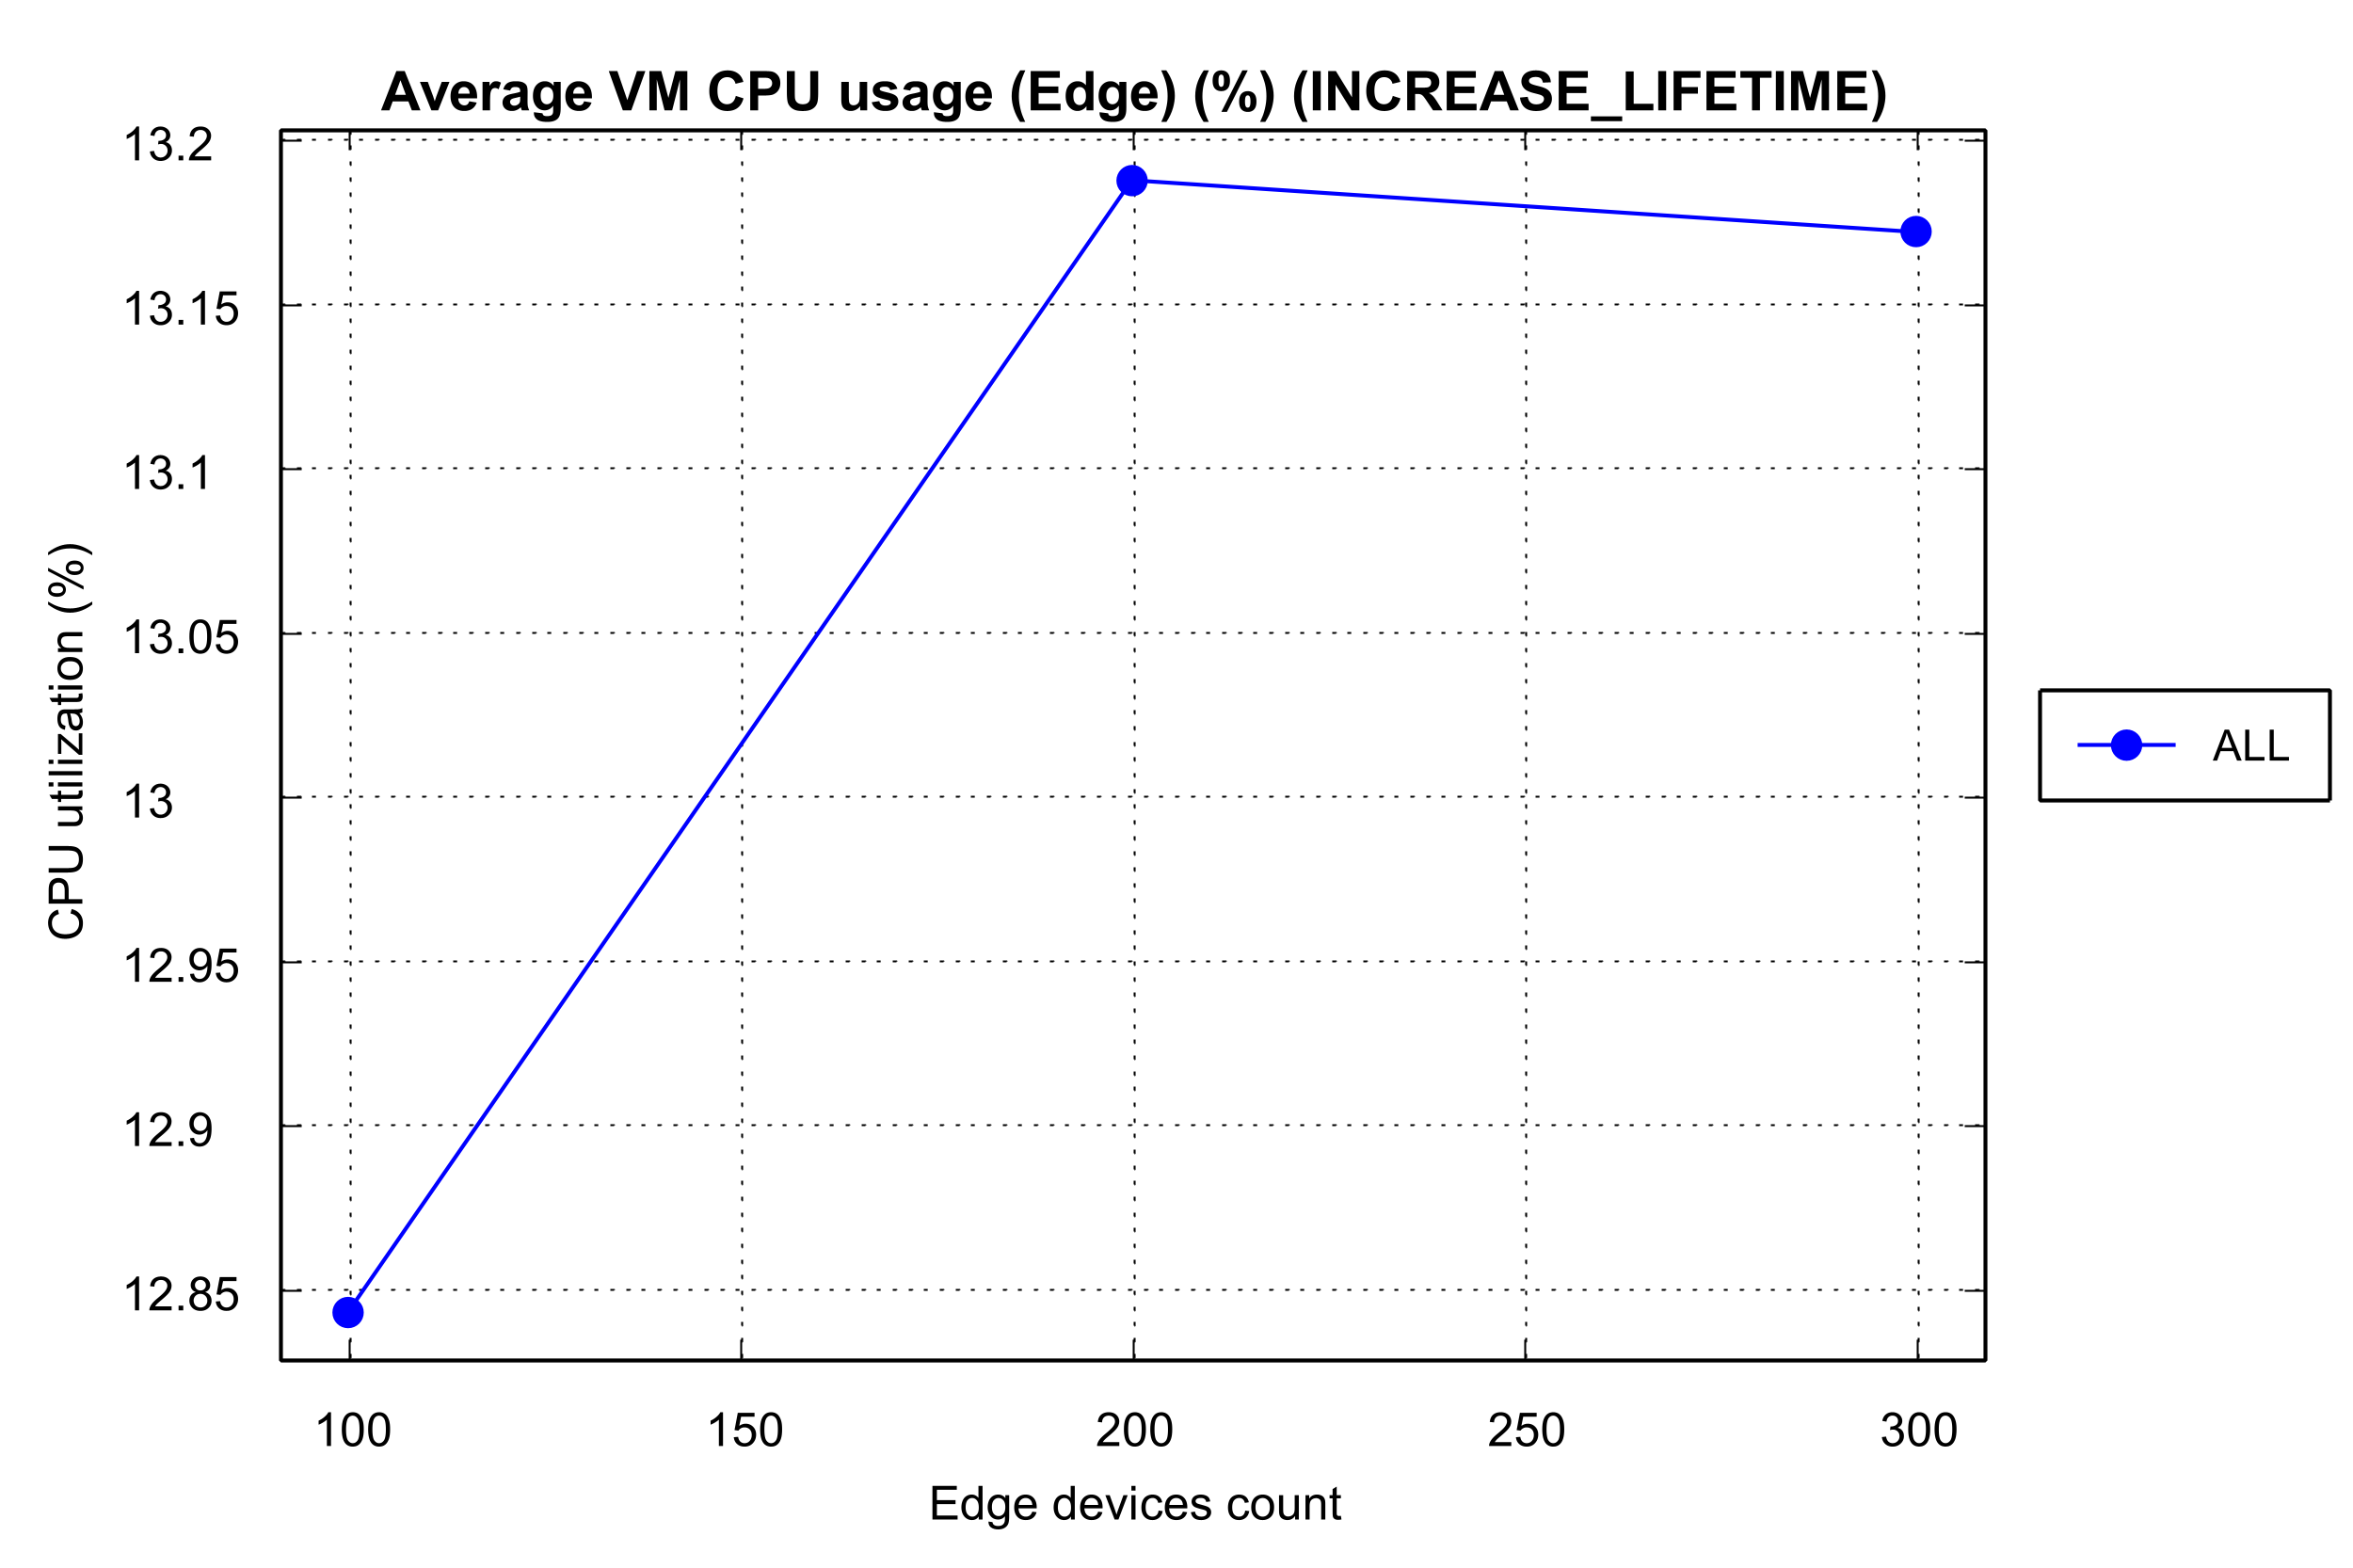 Average VM CPU usage (Edge) (%) (INCREASE_LIFETIME)
13.2
13.15
13.1
13.05
13
12.95
12.9
12.85
CPU utilization (%)
ALL
100 150 200 250 300
Edge devices count